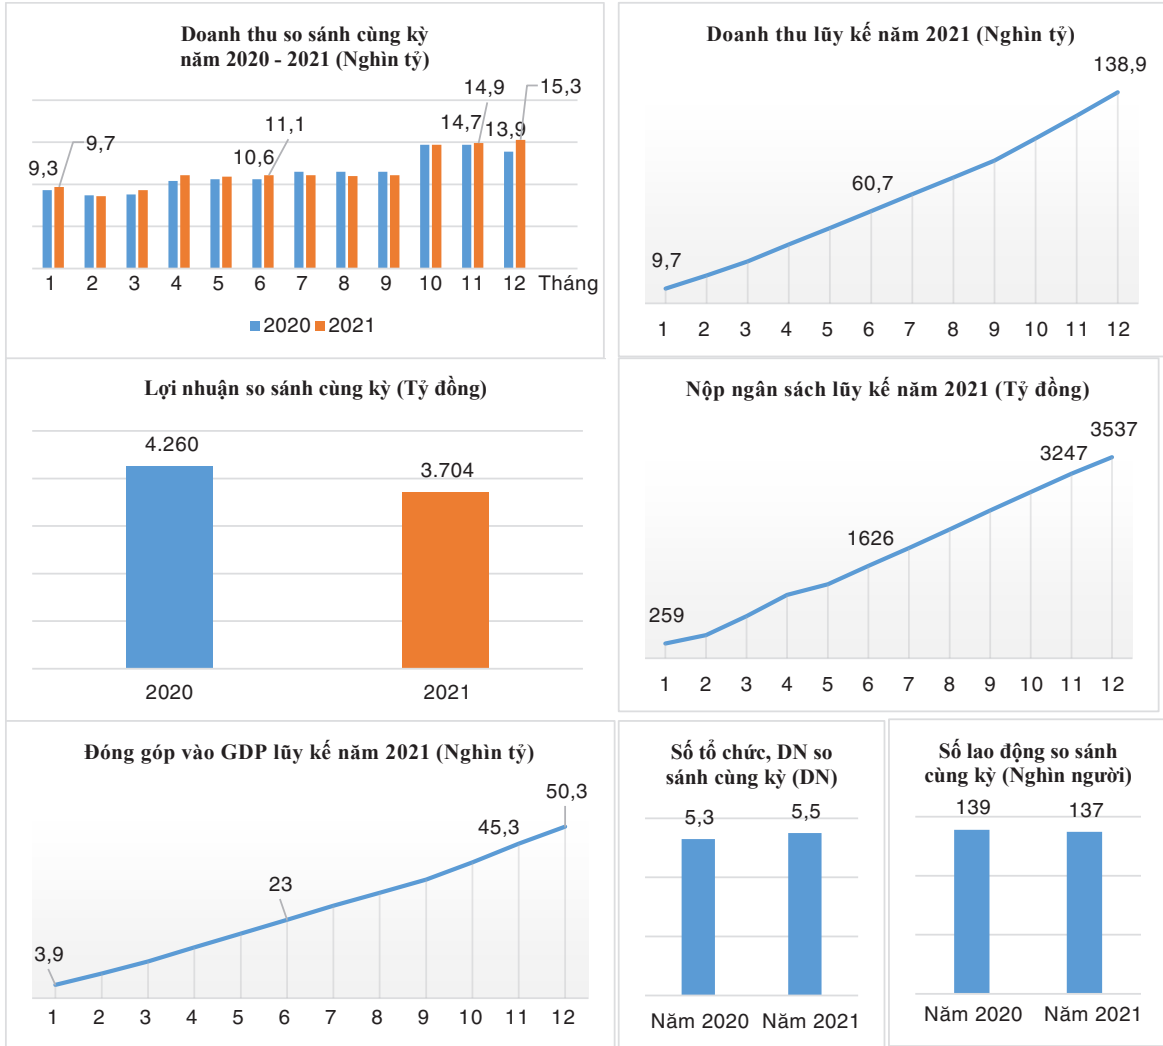 Doanh thu so sánh cùng kỳ
năm 2020 - 2021 (Nghìn tỷ)
14,9
15,3
9,3
9,7
10,6
11,1
14,7
13,9
1 2 3 4 5 6 7 8 9 10 11 12 Tháng
2020 2021
Doanh thu lũy kế năm 2021 (Nghìn tỷ)
138,9
60,7
9,7
1 2 3 4 5 6 7 8 9 10 11 12
Lợi nhuận so sánh cùng kỳ (Tỷ đồng)
4.260
3.704
2020 2021
Nộp ngân sách lũy kế năm 2021 (Tỷ đồng)
3537
3247
1626
259
1 2 3 4 5 6 7 8 9 10 11 12
Đóng góp vào GDP lũy kế năm 2021 (Nghìn tỷ)
50,3
45,3
23
3,9
1 2 3 4 5 6 7 8 9 10 11 12
Số tổ chức, DN so
sánh cùng kỳ (DN)
5,3 5,5
Năm 2020 Năm 2021
Số lao động so sánh
cùng kỳ (Nghìn người)
139 137
Năm 2020 Năm 2021